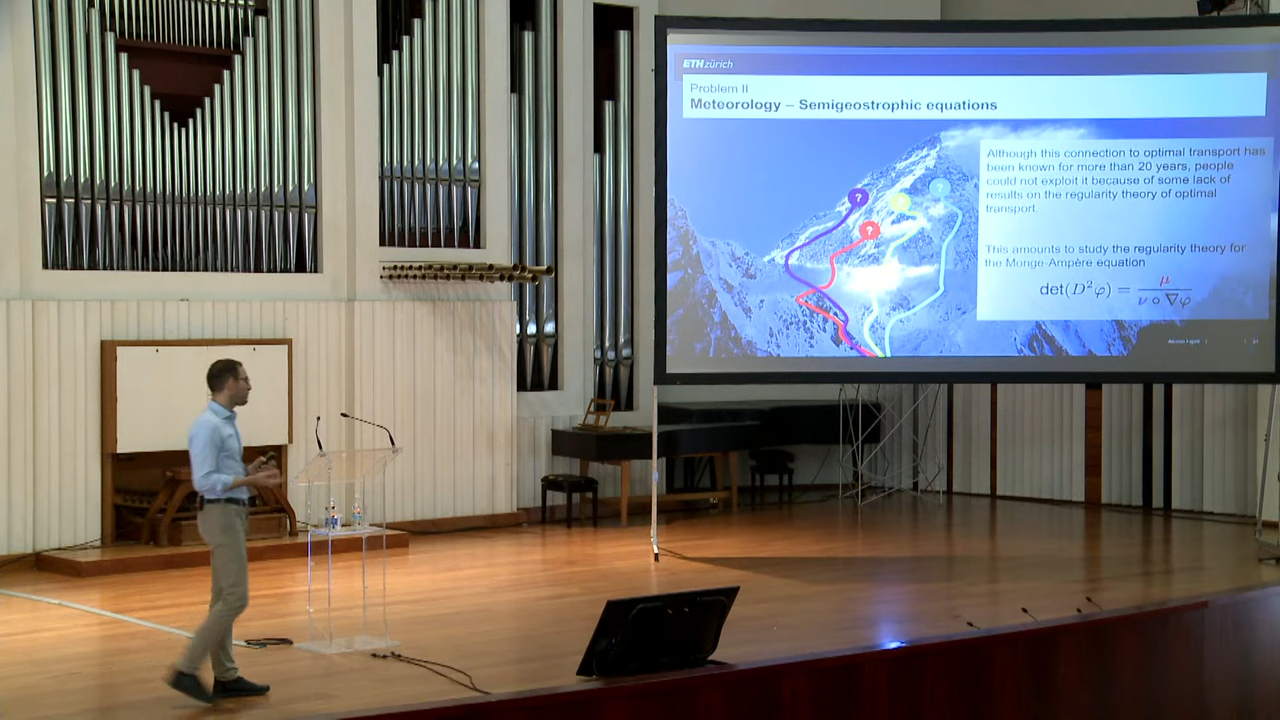 ETH zürich
Problem II
Meteorology – Semigeostrophic equations
Although this connection to optimal transport has
been known for more than 20 years, people
could not exploit it because of some lack of
results on the regularity theory of optimal
transport.
This amounts to study the regularity theory for
the Monge-Ampère equation
det(D²φ) = μ / ν ∘ ∇φ
?
?
?